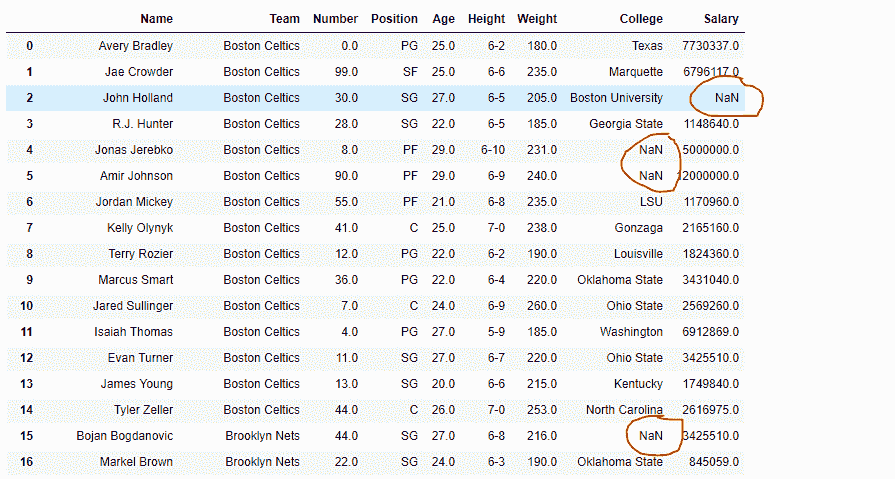 Name Team Number Position Age Height Weight College Salary
0 Avery Bradley Boston Celtics 0.0 PG 25.0 6-2 180.0 Texas 7730337.0
1 Jae Crowder Boston Celtics 99.0 SF 25.0 6-6 235.0 Marquette 6796117.0
2 John Holland Boston Celtics 30.0 SG 27.0 6-5 205.0 Boston University NaN
3 R.J. Hunter Boston Celtics 28.0 SG 22.0 6-5 185.0 Georgia State 1148640.0
4 Jonas Jerebko Boston Celtics 8.0 PF 29.0 6-10 231.0 NaN 5000000.0
5 Amir Johnson Boston Celtics 90.0 PF 29.0 6-9 240.0 NaN 12000000.0
6 Jordan Mickey Boston Celtics 55.0 PF 21.0 6-8 235.0 LSU 1170960.0
7 Kelly Olynyk Boston Celtics 41.0 C 25.0 7-0 238.0 Gonzaga 2165160.0
8 Terry Rozier Boston Celtics 12.0 PG 22.0 6-2 190.0 Louisville 1824360.0
9 Marcus Smart Boston Celtics 36.0 PG 22.0 6-4 220.0 Oklahoma State 3431040.0
10 Jared Sullinger Boston Celtics 7.0 C 24.0 6-9 260.0 Ohio State 2569260.0
11 Isaiah Thomas Boston Celtics 4.0 PG 27.0 5-9 185.0 Washington 6912869.0
12 Evan Turner Boston Celtics 11.0 SG 27.0 6-7 220.0 Ohio State 3425510.0
13 James Young Boston Celtics 13.0 SG 20.0 6-6 215.0 Kentucky 1749840.0
14 Tyler Zeller Boston Celtics 44.0 C 26.0 7-0 253.0 North Carolina 2616975.0
15 Bojan Bogdanovic Brooklyn Nets 44.0 SG 27.0 6-8 216.0 NaN 3425510.0
16 Markel Brown Brooklyn Nets 22.0 SG 24.0 6-3 190.0 Oklahoma State 845059.0